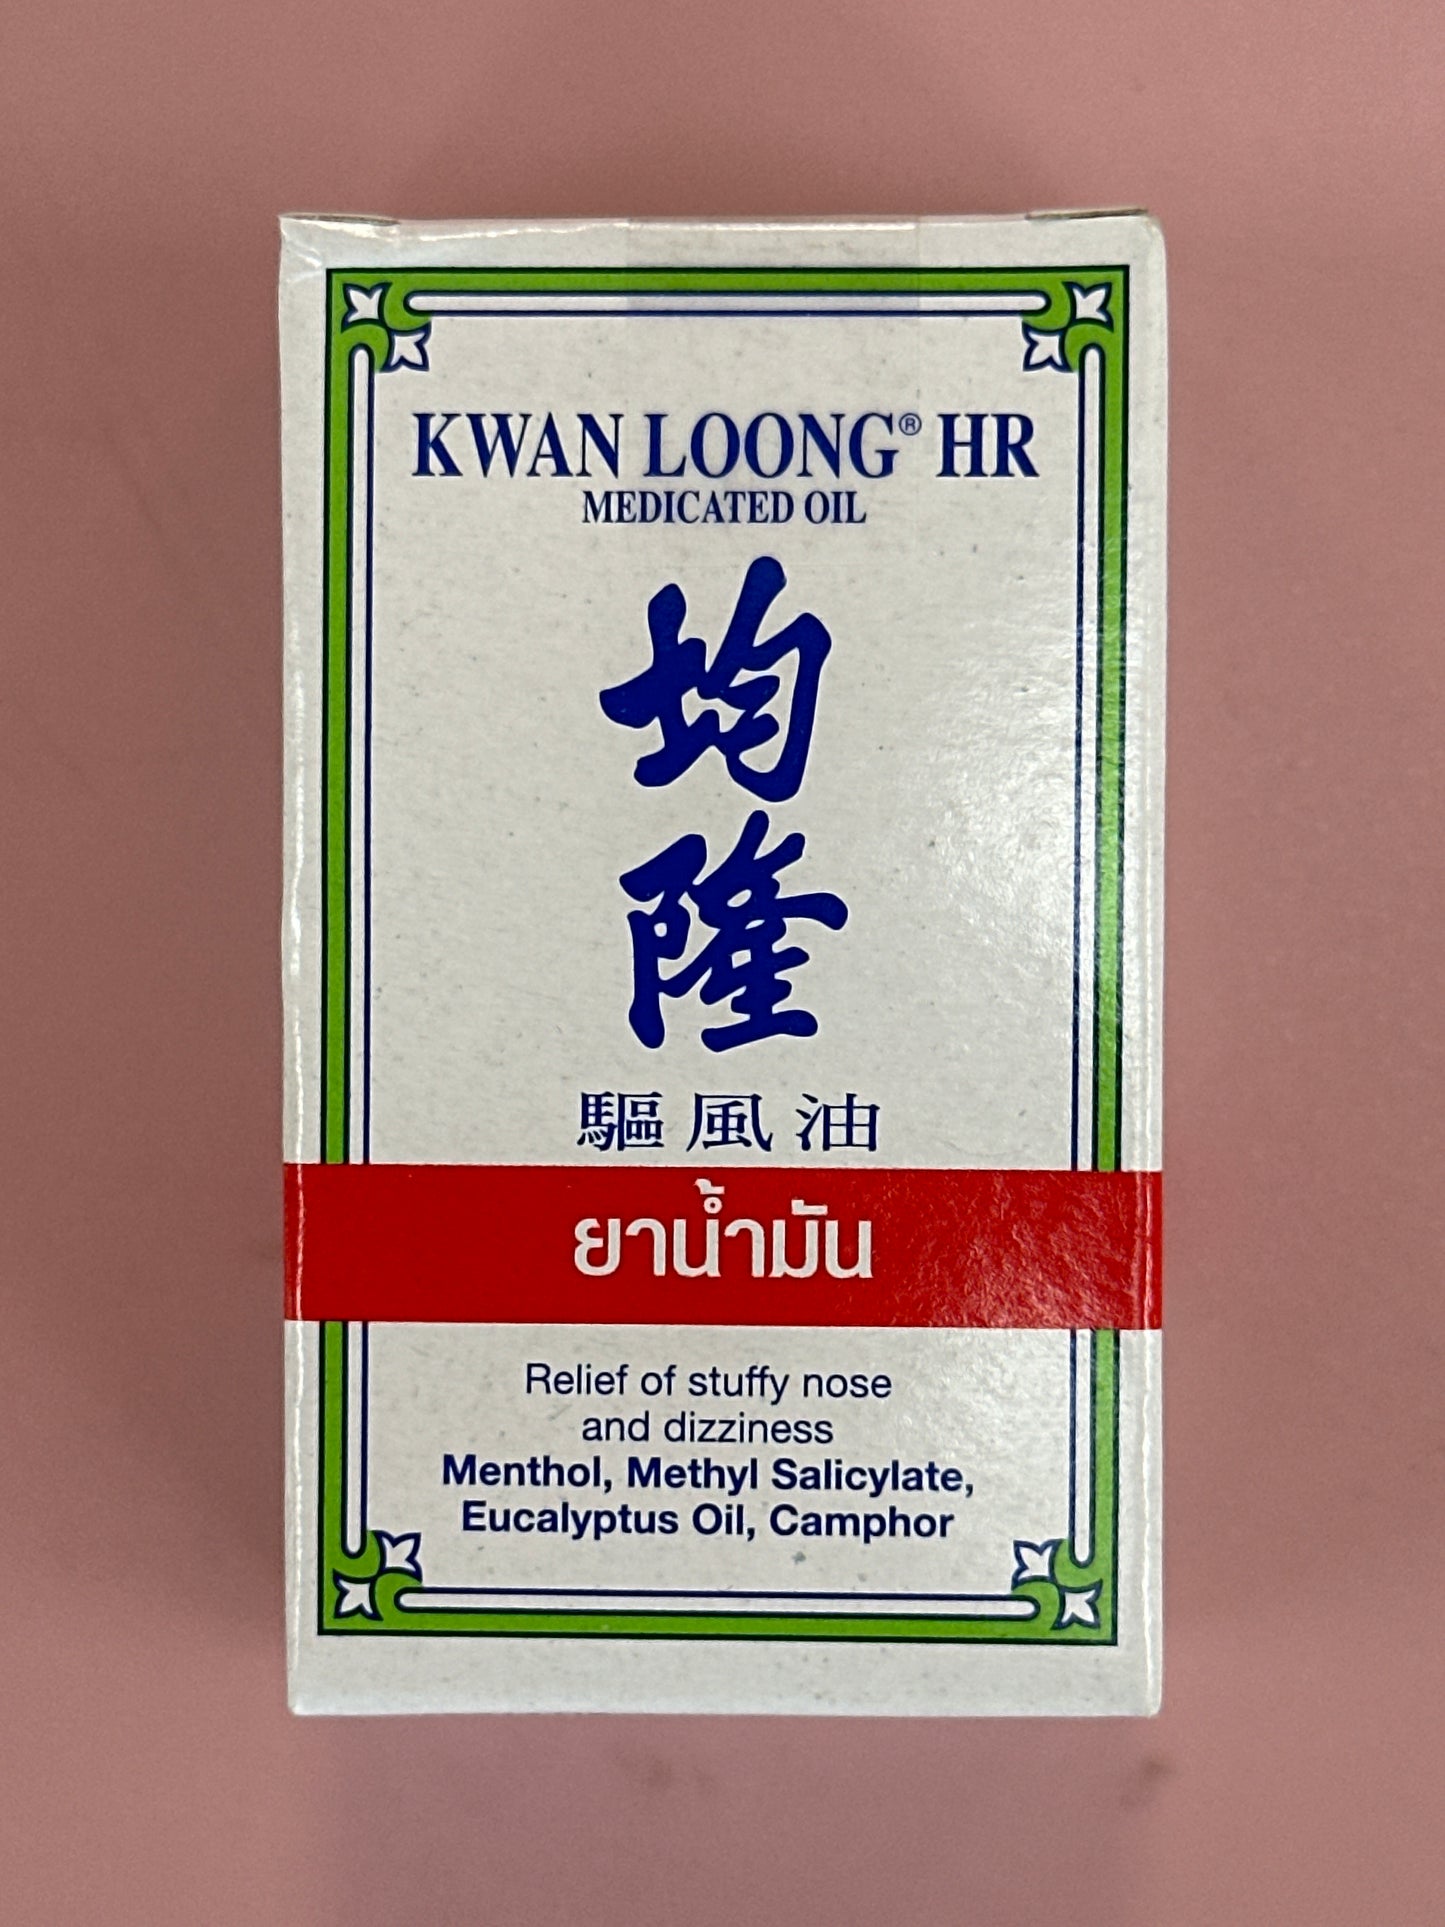 KWAN LOONG® HR
MEDICATED OIL
均
隆
驅風油
ยาน้ำมัน
Relief of stuffy nose
and dizziness
Menthol, Methyl Salicylate,
Eucalyptus Oil, Camphor